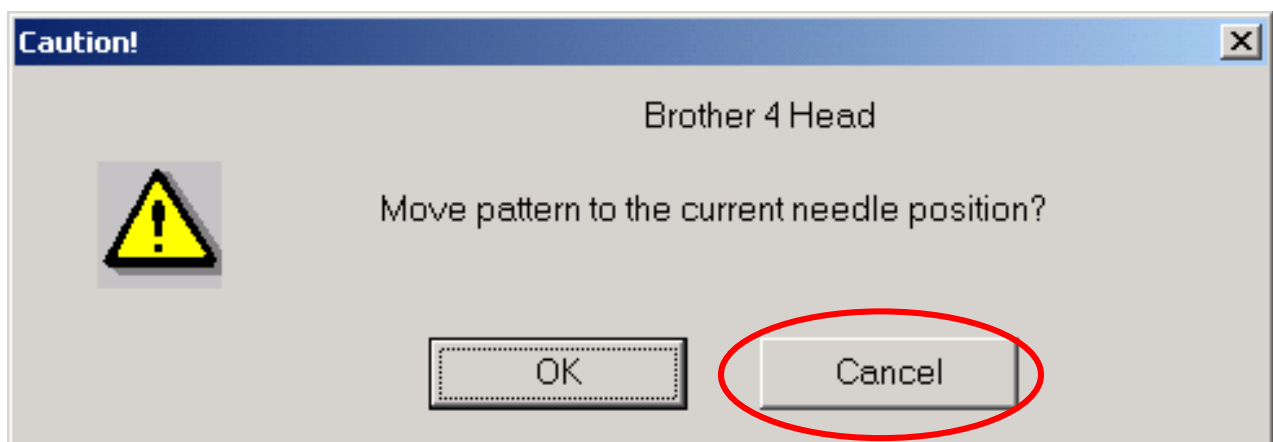 Caution!
Brother 4 Head
Move pattern to the current needle position?
OK Cancel